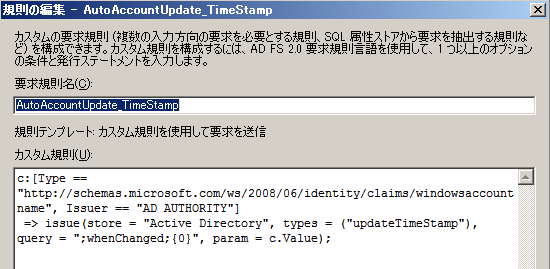 規則の編集 - AutoAccountUpdate_TimeStamp
カスタムの要求規則 (複数の入力方向の要求を必要とする規則、SQL 属性ストアから要求を抽出する規則な
ど) を構成できます。カスタム規則を構成するには、AD FS 2.0 要求規則言語を使用して、1 つ以上のオプション
の条件と発行ステートメントを入力します。
要求規則名(C):
AutoAccountUpdate_TimeStamp
規則テンプレート: カスタム規則を使用して要求を送信
カスタム規則(U):
c:[Type ==
"http://schemas.microsoft.com/ws/2008/06/identity/claims/windowsaccount
name", Issuer == "AD AUTHORITY"]
=> issue(store = "Active Directory", types = ("updateTimeStamp"),
query = ";whenChanged;{0}", param = c.Value);